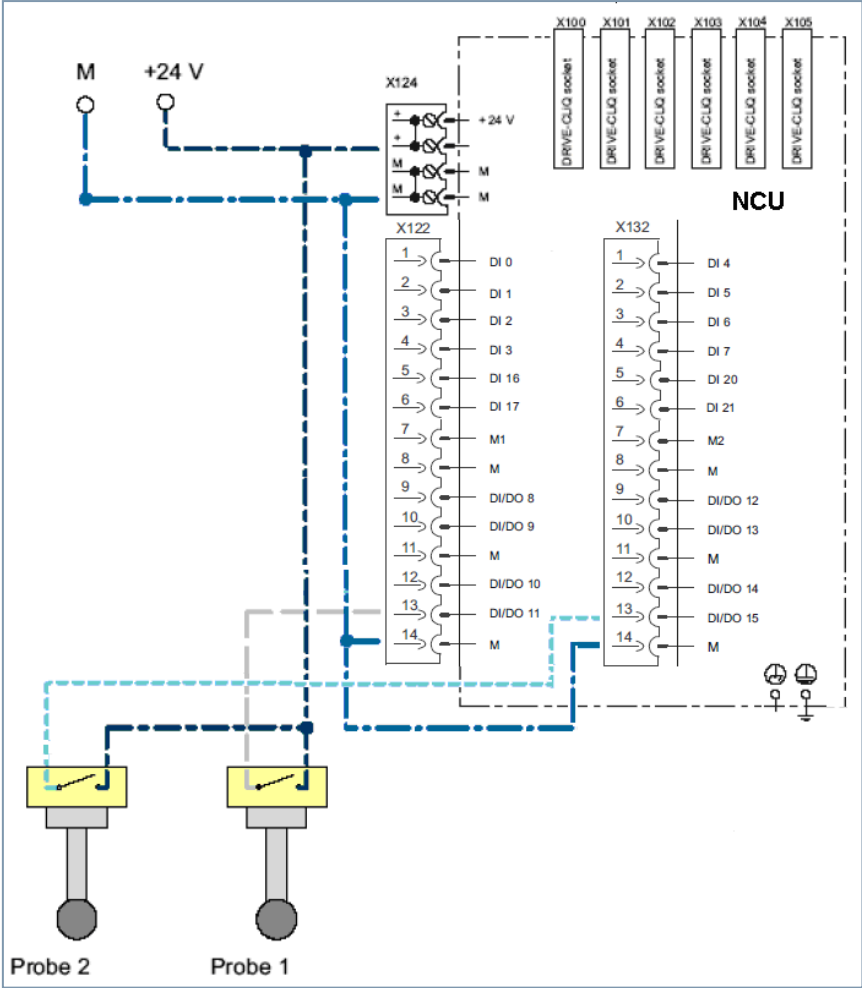 X100 X101 X102 X103 X104 X105
DRIVE-CLiQ socket
DRIVE-CLiQ socket
DRIVE-CLiQ socket
DRIVE-CLiQ socket
DRIVE-CLiQ socket
DRIVE-CLiQ socket
M +24 V
X124
+ +24 V
+
M M
M M
NCU
X122
1 DI 0
2 DI 1
3 DI 2
4 DI 3
5 DI 16
6 DI 17
7 M1
8 M
9 DI/DO 8
10 DI/DO 9
11 M
12 DI/DO 10
13 DI/DO 11
14 M
X132
1 DI 4
2 DI 5
3 DI 6
4 DI 7
5 DI 20
6 DI 21
7 M2
8 M
9 DI/DO 12
10 DI/DO 13
11 M
12 DI/DO 14
13 DI/DO 15
14 M
Probe 2 Probe 1